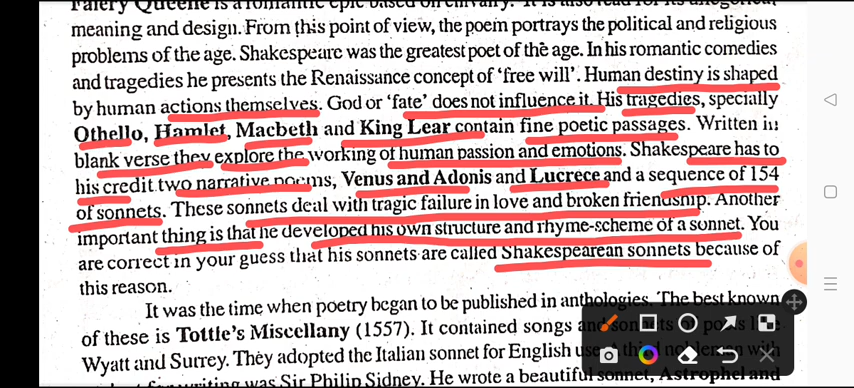 Faiery Queene is a romantic epic based on chivalry. It is also read for its allegorical
meaning and design. From this point of view, the poem portrays the political and religious
problems of the age. Shakespeare was the greatest poet of the age. In his romantic comedies
and tragedies he presents the Renaissance concept of 'free will'. Human destiny is shaped
by human actions themselves. God or 'fate' does not influence it. His tragedies, specially
Othello, Hamlet, Macbeth and King Lear contain fine poetic passages. Written in
blank verse they explore the working of human passion and emotions. Shakespeare has to
his credit two narrative poems, Venus and Adonis and Lucrece and a sequence of 154
of sonnets. These sonnets deal with tragic failure in love and broken friendship. Another
important thing is that he developed his own structure and rhyme-scheme of a sonnet. You
are correct in your guess that his sonnets are called Shakespearean sonnets because of
this reason.
It was the time when poetry began to be published in anthologies. The best known
of these is Tottle's Miscellany (1557). It contained songs and sonnets of
Wyatt and Surrey. They adopted the Italian sonnet for English use. A with
writing was Sir Philip Sidney. He wrote a beautiful sonnet, Astrophel and